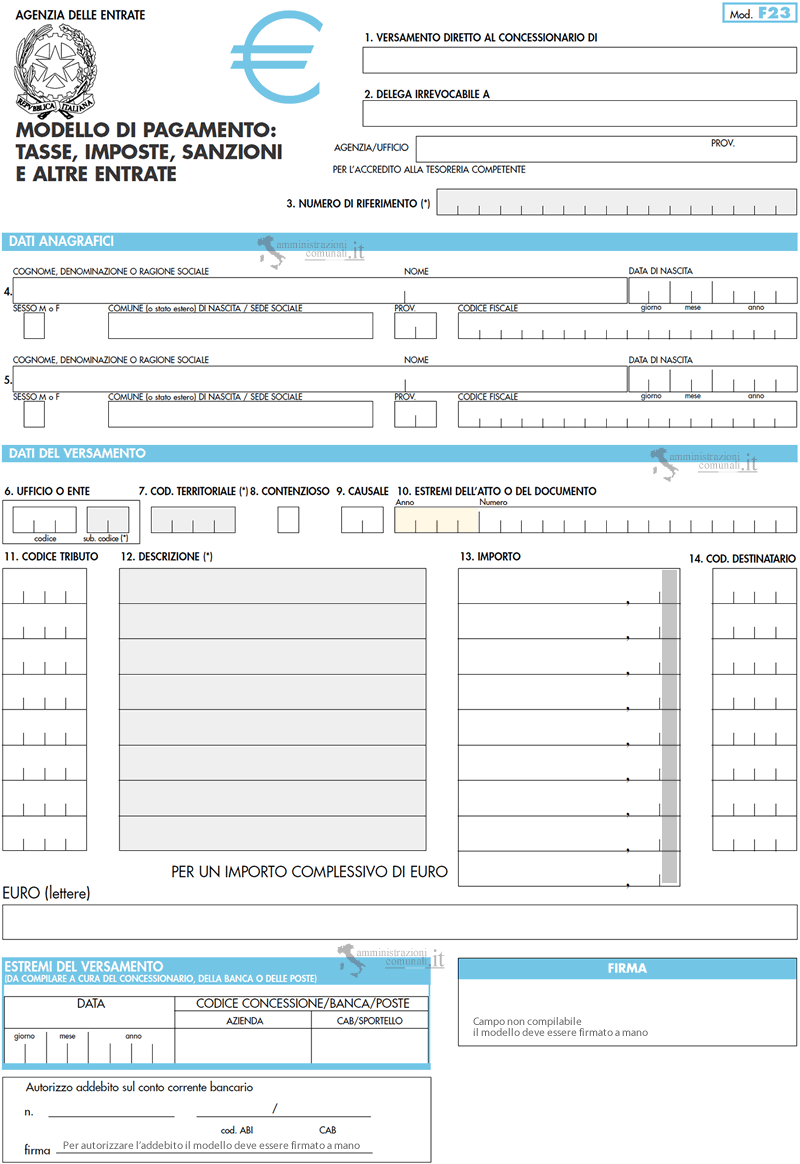 AGENZIA DELLE ENTRATE
Mod. F23
€
REPVBBLICA ITALIANA
MODELLO DI PAGAMENTO:
TASSE, IMPOSTE, SANZIONI
E ALTRE ENTRATE
1. VERSAMENTO DIRETTO AL CONCESSIONARIO DI
2. DELEGA IRREVOCABILE A
AGENZIA/UFFICIO PROV.
PER L'ACCREDITO ALLA TESORERIA COMPETENTE
3. NUMERO DI RIFERIMENTO (*)
DATI ANAGRAFICI
amministrazioni
comunali.it
COGNOME, DENOMINAZIONE O RAGIONE SOCIALE NOME DATA DI NASCITA
4.
SESSO M o F COMUNE (o stato estero) DI NASCITA / SEDE SOCIALE PROV. CODICE FISCALE giorno mese anno
COGNOME, DENOMINAZIONE O RAGIONE SOCIALE NOME DATA DI NASCITA
5.
SESSO M o F COMUNE (o stato estero) DI NASCITA / SEDE SOCIALE PROV. CODICE FISCALE giorno mese anno
DATI DEL VERSAMENTO
amministrazioni
comunali.it
6. UFFICIO O ENTE 7. COD. TERRITORIALE (*) 8. CONTENZIOSO 9. CAUSALE 10. ESTREMI DELL'ATTO O DEL DOCUMENTO
Anno Numero
codice sub. codice (*)
11. CODICE TRIBUTO 12. DESCRIZIONE (*) 13. IMPORTO 14. COD. DESTINATARIO
,
,
,
,
,
,
,
,
,
PER UN IMPORTO COMPLESSIVO DI EURO
EURO (lettere)
amministrazioni
comunali.it
ESTREMI DEL VERSAMENTO
(DA COMPILARE A CURA DEL CONCESSIONARIO, DELLA BANCA O DELLE POSTE)
FIRMA
DATA CODICE CONCESSIONE/BANCA/POSTE
AZIENDA CAB/SPORTELLO
giorno mese anno
Campo non compilabile
il modello deve essere firmato a mano
Autorizzo addebito sul conto corrente bancario
n. /
cod. ABI CAB
firma Per autorizzare l'addebito il modello deve essere firmato a mano